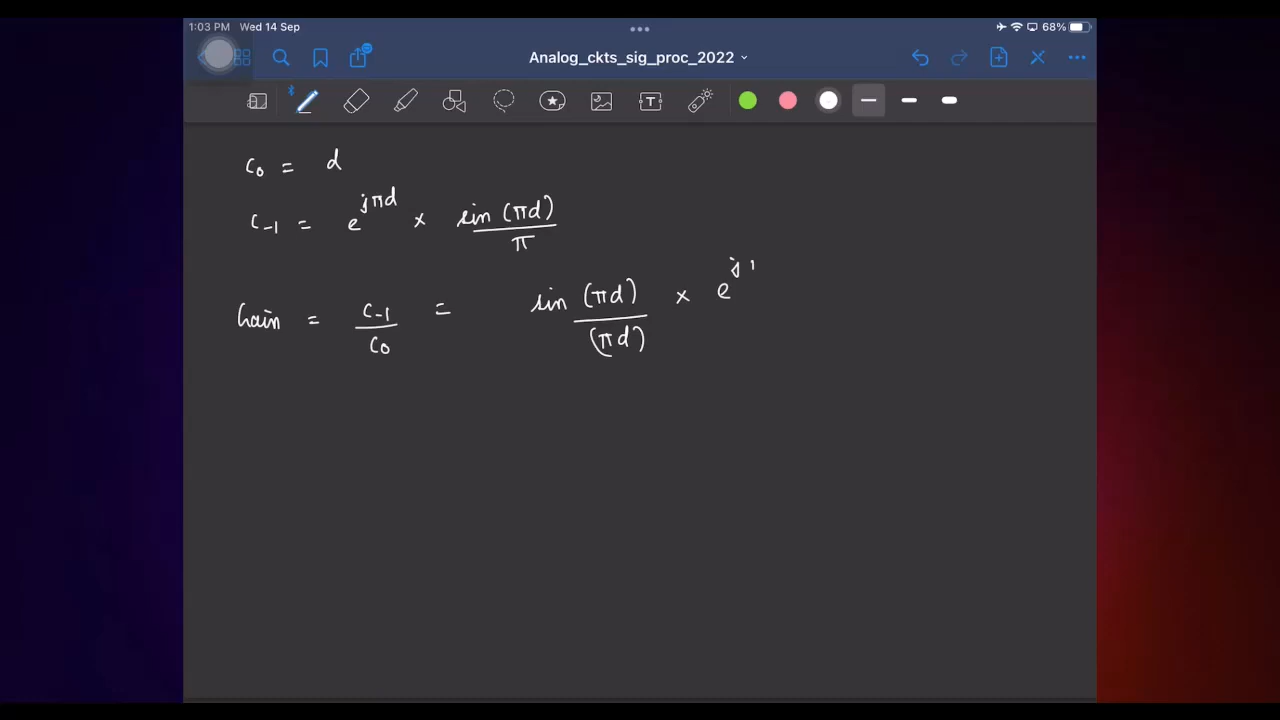 1:03 PM Wed 14 Sep
68%
Analog_ckts_sig_proc_2022
T
c₀ = d
c₋₁ = e^{jπd} × sin(πd)/π
Gain = c₋₁/c₀ = sin(πd)/(πd) × e^{j